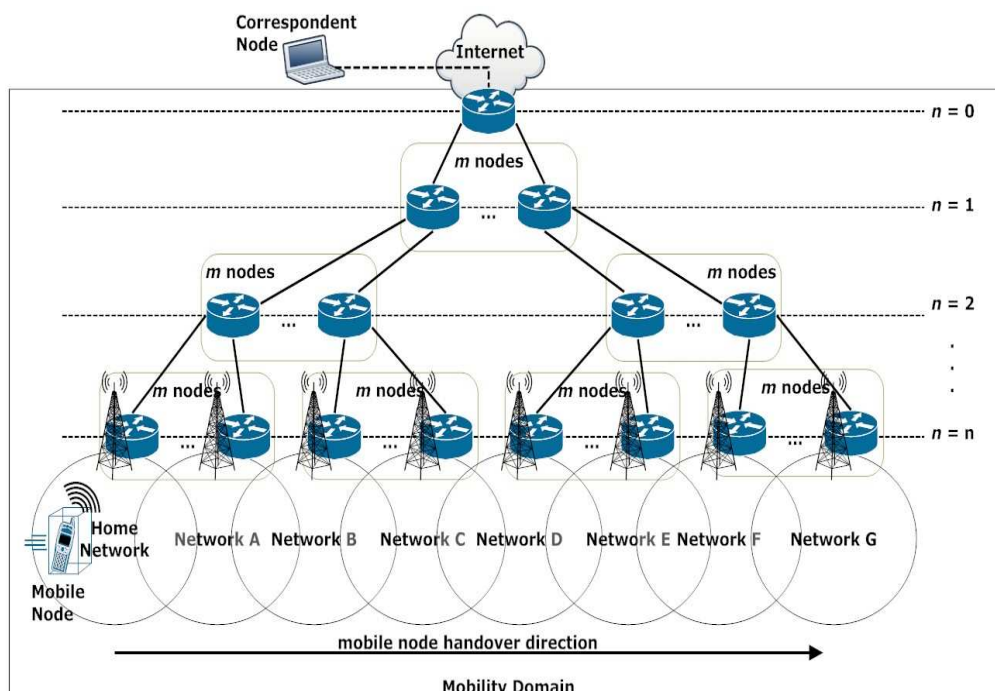 Correspondent
Node
Internet
n = 0
m nodes
...
n = 1
m nodes
m nodes
...
...
n = 2
.
.
.
m nodes
m nodes
m nodes
m nodes
...
...
...
...
n = n
Home
Network
Network A
Network B
Network C
Network D
Network E
Network F
Network G
Mobile
Node
mobile node handover direction
Mobility Domain